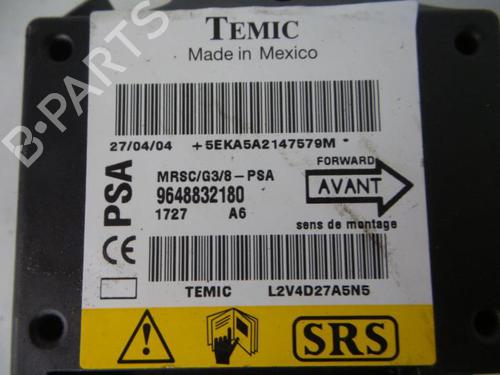 TEMIC
Made in Mexico
27/04/04 +5EKA5A2147579M*
PSA
MRSC/G3/8-PSA
9648832180
1727 A6
FORWARD
AVANT
sens de montage
CE
TEMIC L2V4D27A5N5
SRS
B-PARTS